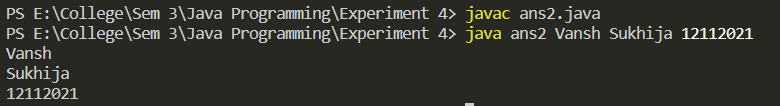 PS E:\College\Sem 3\Java Programming\Experiment 4> javac ans2.java
PS E:\College\Sem 3\Java Programming\Experiment 4> java ans2 Vansh Sukhija 12112021
Vansh
Sukhija
12112021